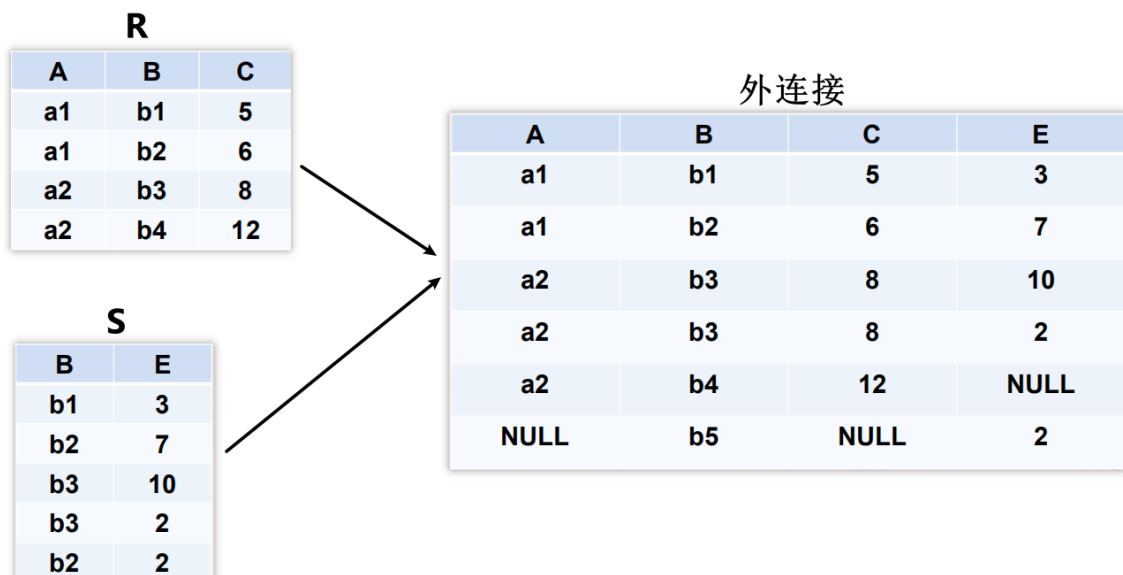 R
A B C
a1 b1 5
a1 b2 6
a2 b3 8
a2 b4 12
S
B E
b1 3
b2 7
b3 10
b3 2
b2 2
外连接
A B C E
a1 b1 5 3
a1 b2 6 7
a2 b3 8 10
a2 b3 8 2
a2 b4 12 NULL
NULL b5 NULL 2